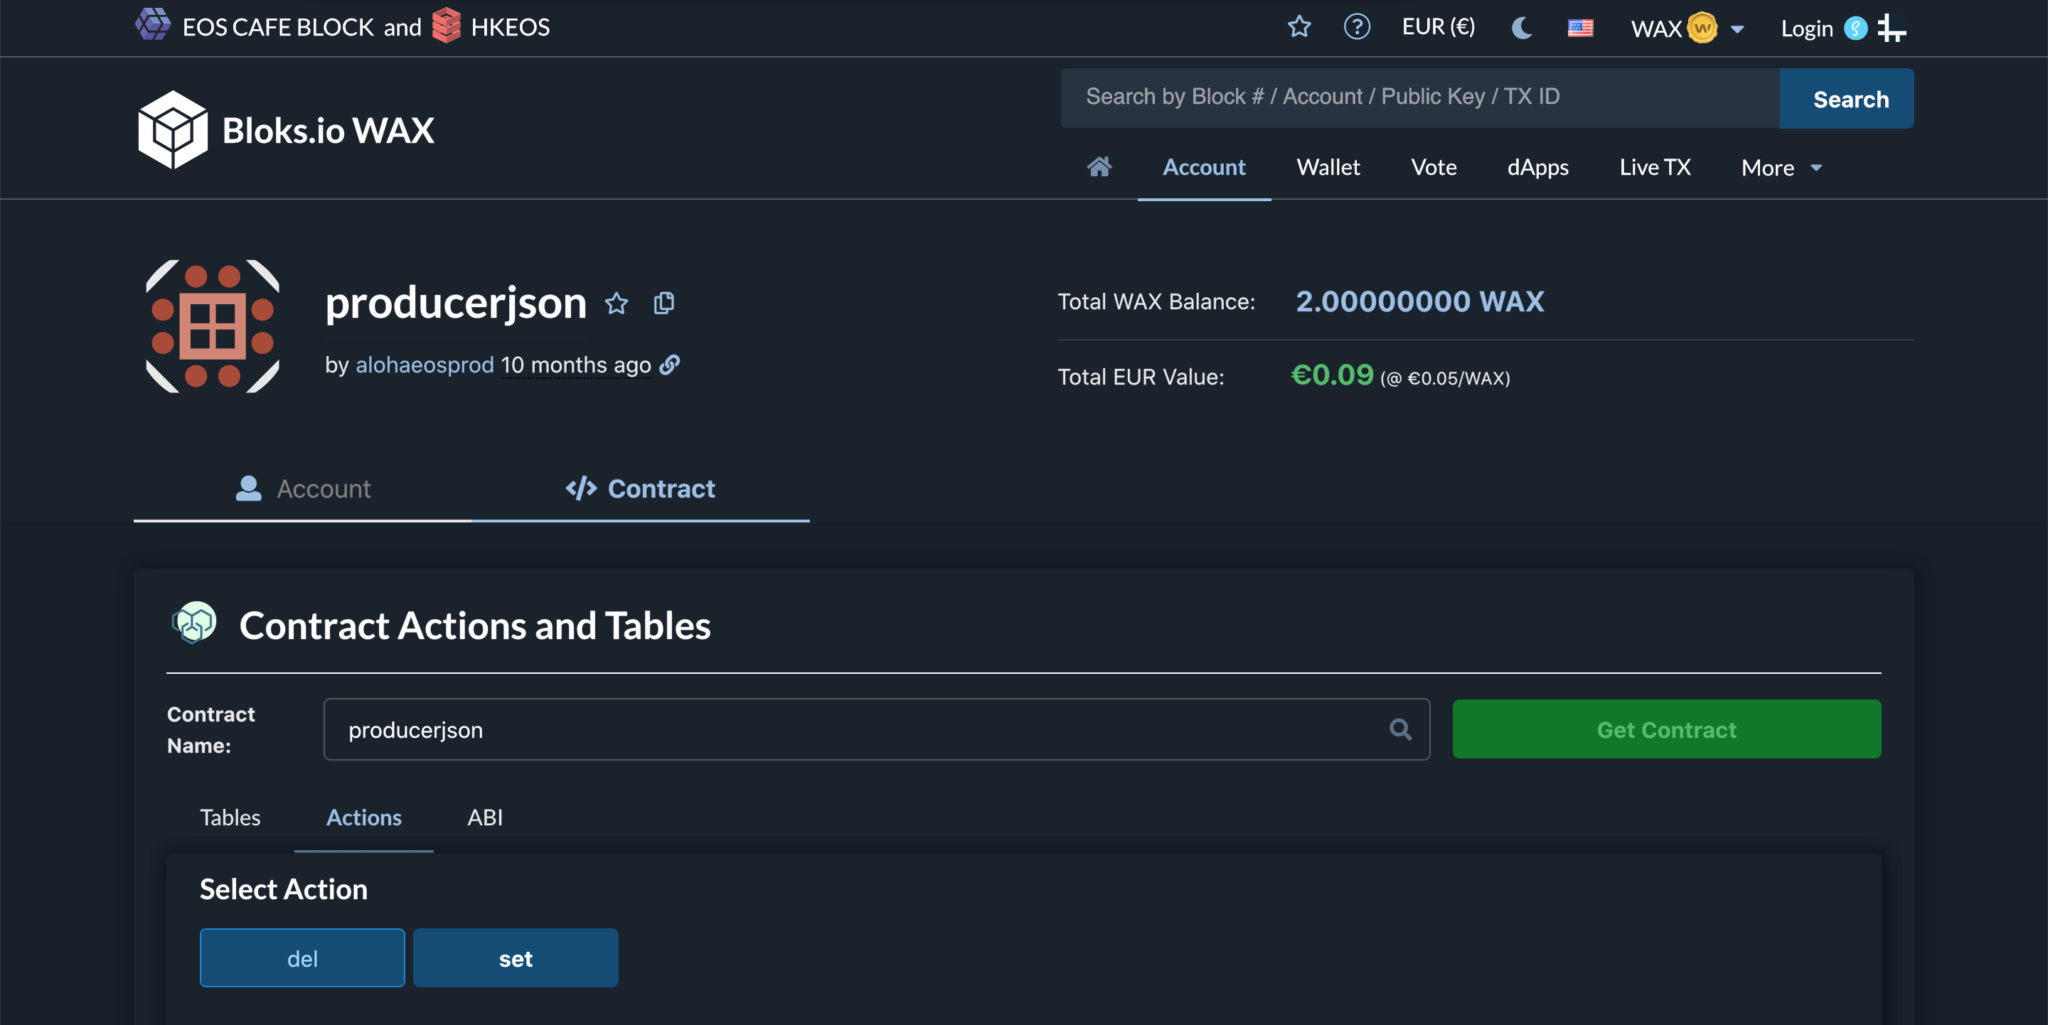 EOS CAFE BLOCK and HKEOS
EUR (€)
WAX
Login
Bloks.io WAX
Search by Block # / Account / Public Key / TX ID
Search
Account
Wallet
Vote
dApps
Live TX
More
producerjson
by alohaeosprod 10 months ago
Total WAX Balance: 2.00000000 WAX
Total EUR Value: €0.09 (@ €0.05/WAX)
Account
Contract
Contract Actions and Tables
Contract
Name:
producerjson
Get Contract
Tables
Actions
ABI
Select Action
del
set